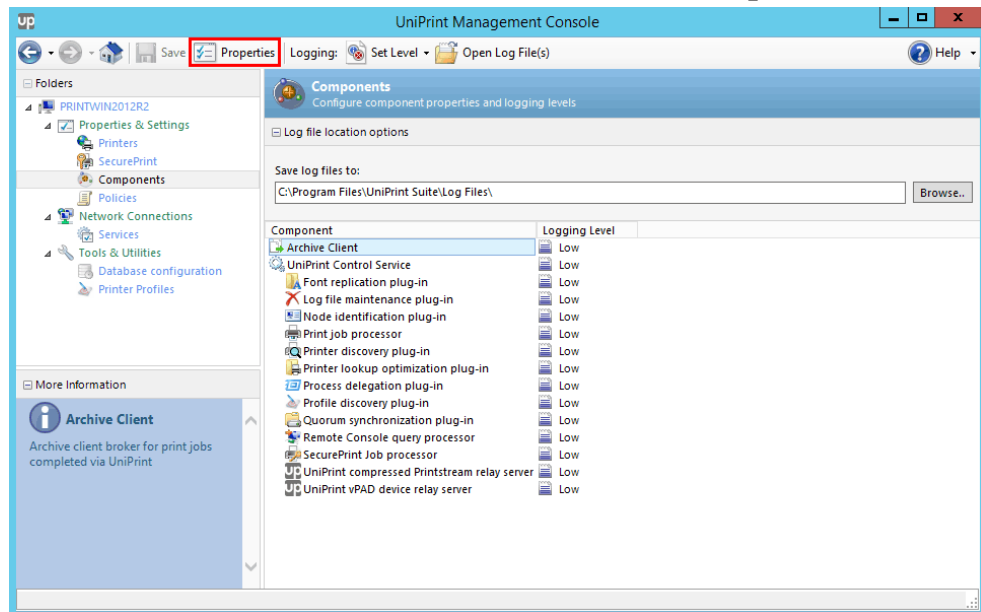 UP UniPrint Management Console
Save Properties Logging: Set Level Open Log File(s) Help
Folders
PRINTWIN2012R2
Properties & Settings
Printers
SecurePrint
Components
Policies
Network Connections
Services
Tools & Utilities
Database configuration
Printer Profiles
More Information
Archive Client
Archive client broker for print jobs
completed via UniPrint
Components
Configure component properties and logging levels
Log file location options
Save log files to:
C:\Program Files\UniPrint Suite\Log Files\ Browse..
Component Logging Level
Archive Client Low
UniPrint Control Service Low
Font replication plug-in Low
Log file maintenance plug-in Low
Node identification plug-in Low
Print job processor Low
Printer discovery plug-in Low
Printer lookup optimization plug-in Low
Process delegation plug-in Low
Profile discovery plug-in Low
Quorum synchronization plug-in Low
Remote Console query processor Low
SecurePrint Job processor Low
UP UniPrint compressed Printstream relay server Low
UP UniPrint vPAD device relay server Low